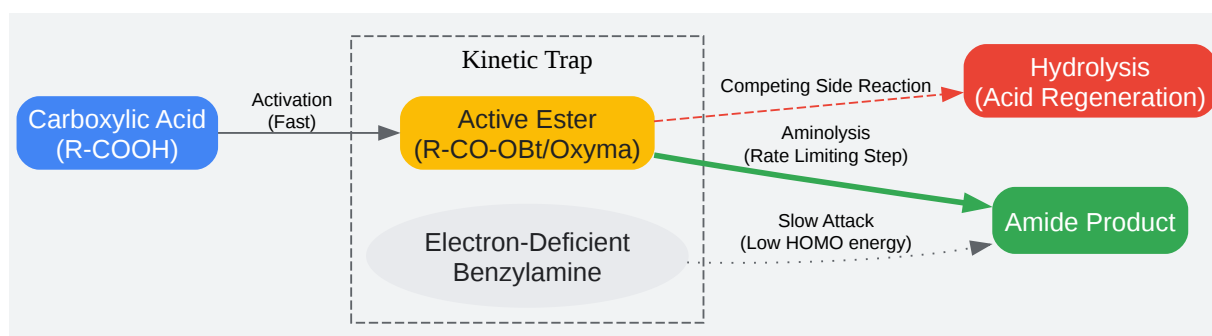 Kinetic Trap
Carboxylic Acid
(R-COOH)
Activation
(Fast)
Active Ester
(R-CO-OBt/Oxyma)
Competing Side Reaction
Hydrolysis
(Acid Regeneration)
Aminolysis
(Rate Limiting Step)
Amide Product
Electron-Deficient
Benzylamine
Slow Attack
(Low HOMO energy)